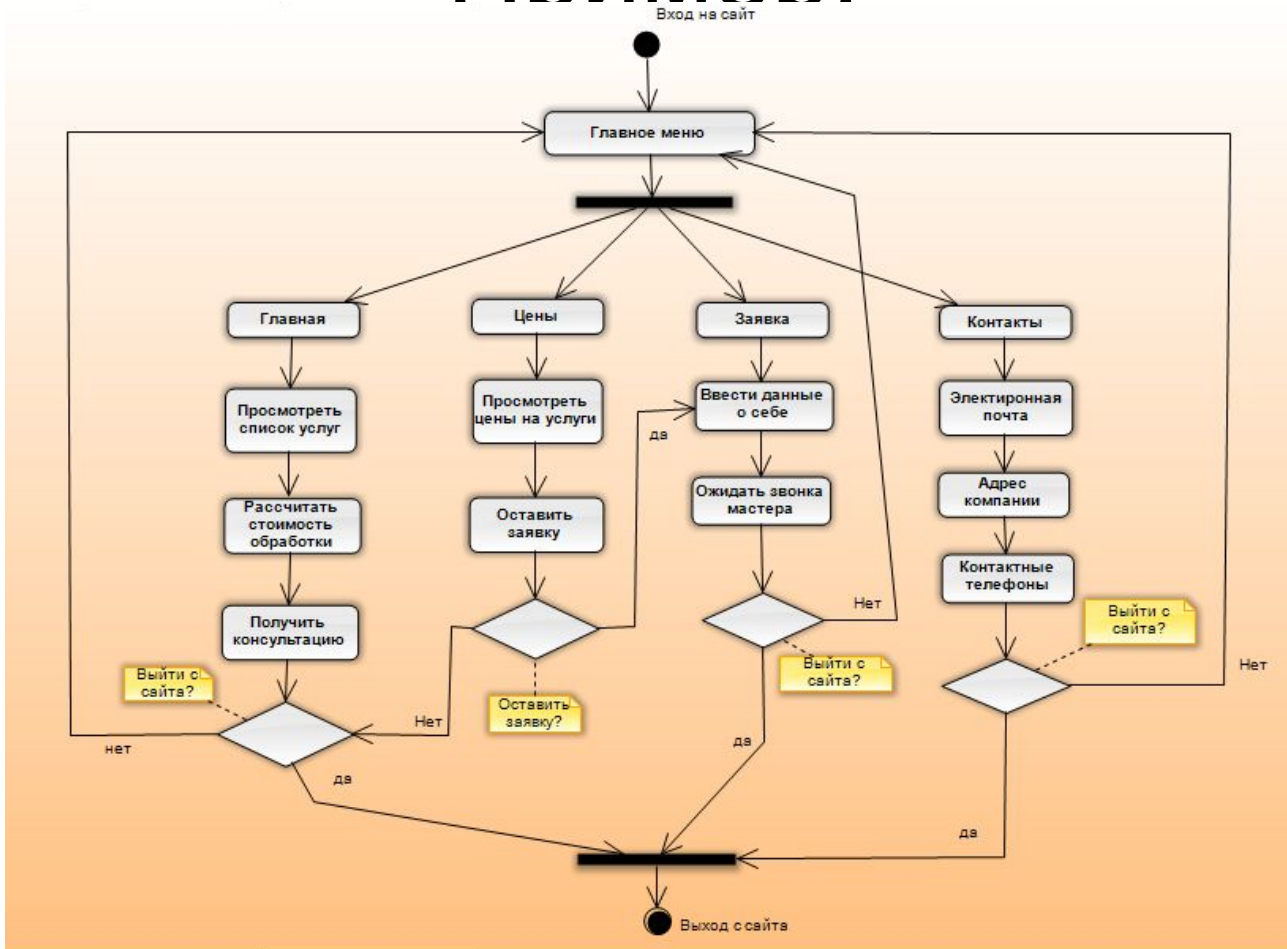 Вход на сайт
Главное меню
Главная
Цены
Заявка
Контакты
Просмотреть
список услуг
Просмотреть
цены на услуги
да
Ввести данные
о себе
Электиронная
почта
Рассчитать
стоимость
обработки
Оставить
заявку
Ожидать звонка
мастера
Адрес
компании
Контактные
телефоны
Получить
консультацию
Нет
Выйти с
сайта?
Выйти с
сайта?
Выйти с
сайта?
Оставить
заявку?
Нет
Нет
нет
да
да
да
Выход с сайта